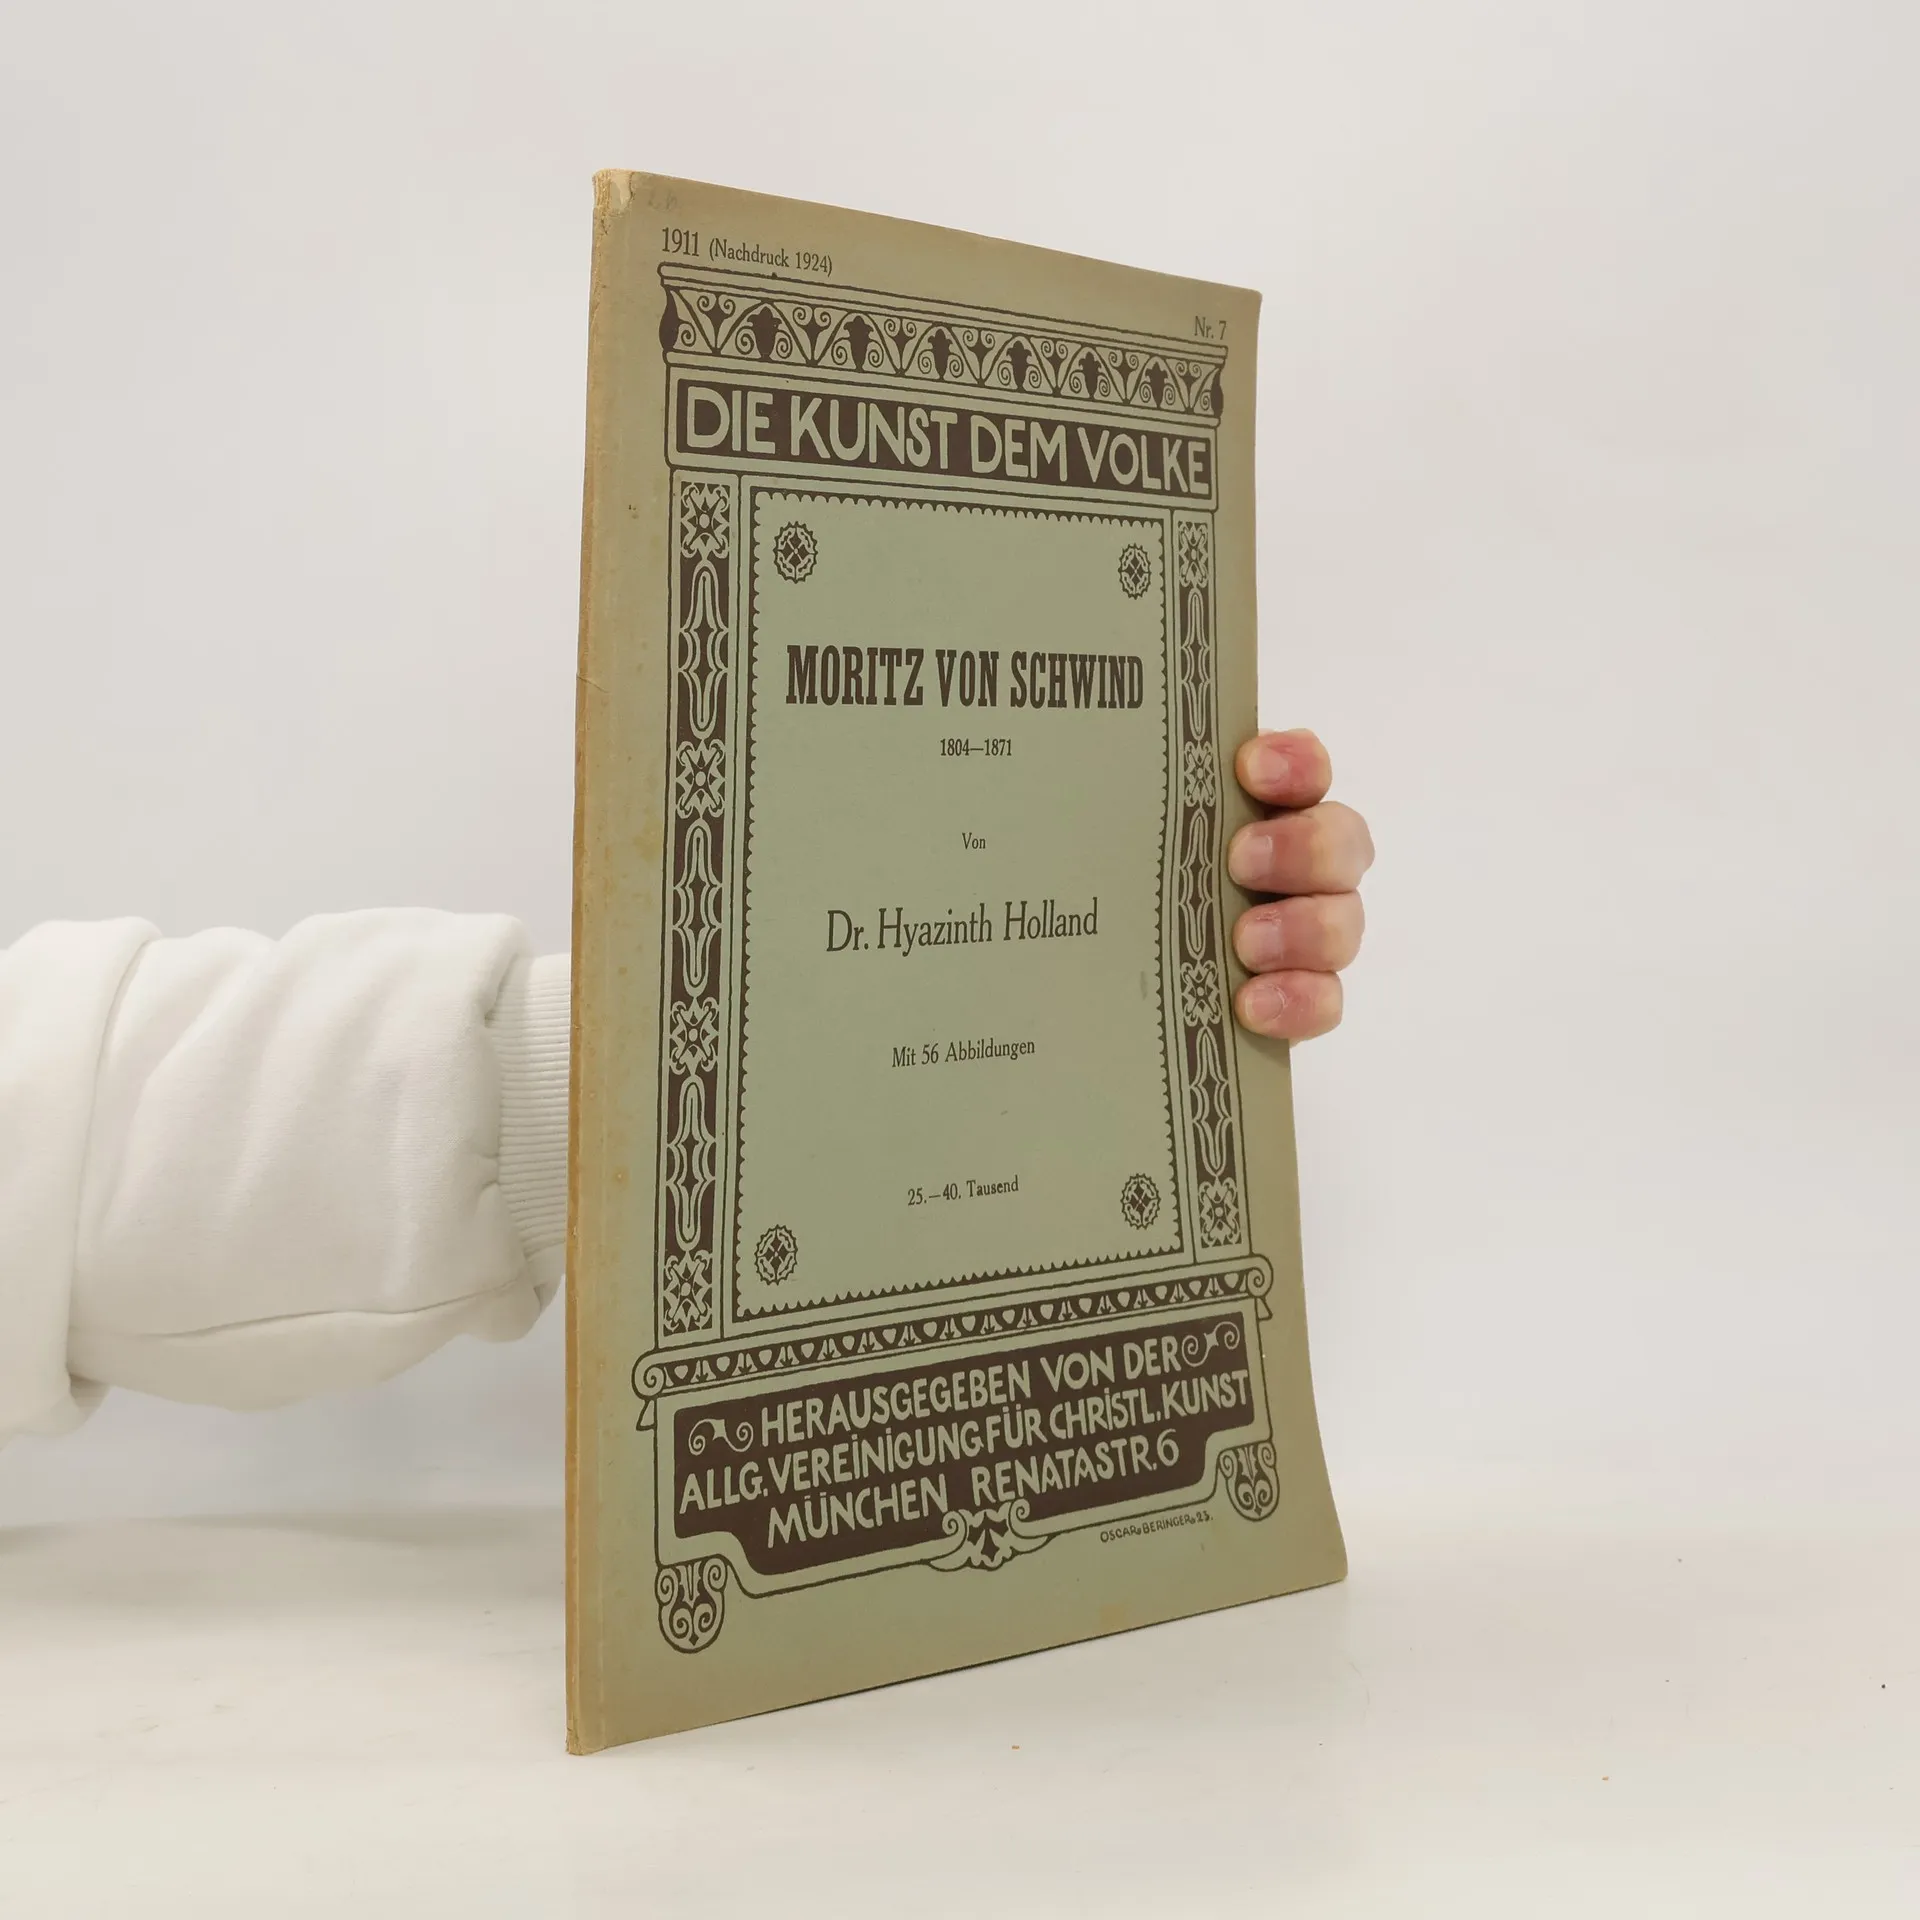 1911 (Nachdruck 1924)
Nr. 7
DIE KUNST DEM VOLKE
MORITZ VON SCHWIND
1804—1871
Von
Dr. Hyazinth Holland
Mit 56 Abbildungen
25.—40. Tausend
HERAUSGEGEBEN VON DER
ALLG. VEREINIGUNG FÜR CHRISTL. KUNST
MÜNCHEN RENATASTR. 6
OSCAR BERINGER 23.